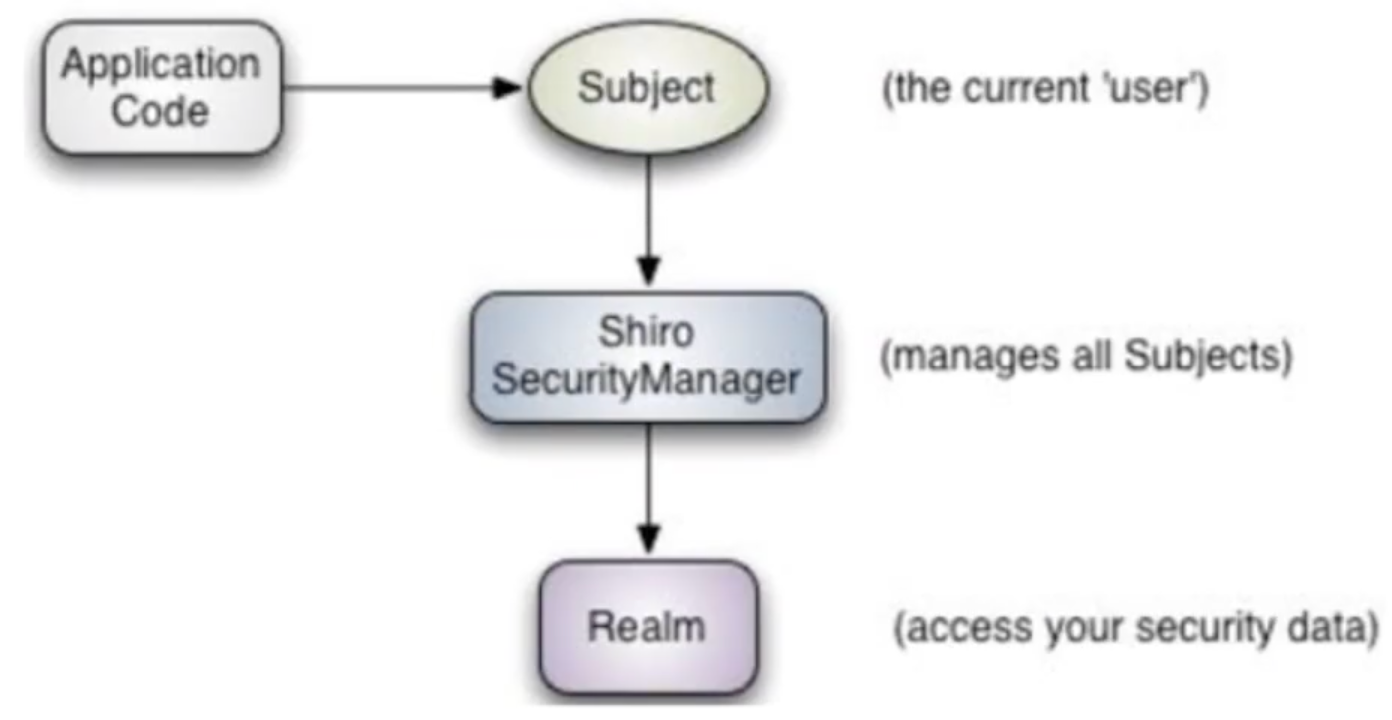 Application
Code
Subject
(the current 'user')
Shiro
SecurityManager
(manages all Subjects)
Realm
(access your security data)